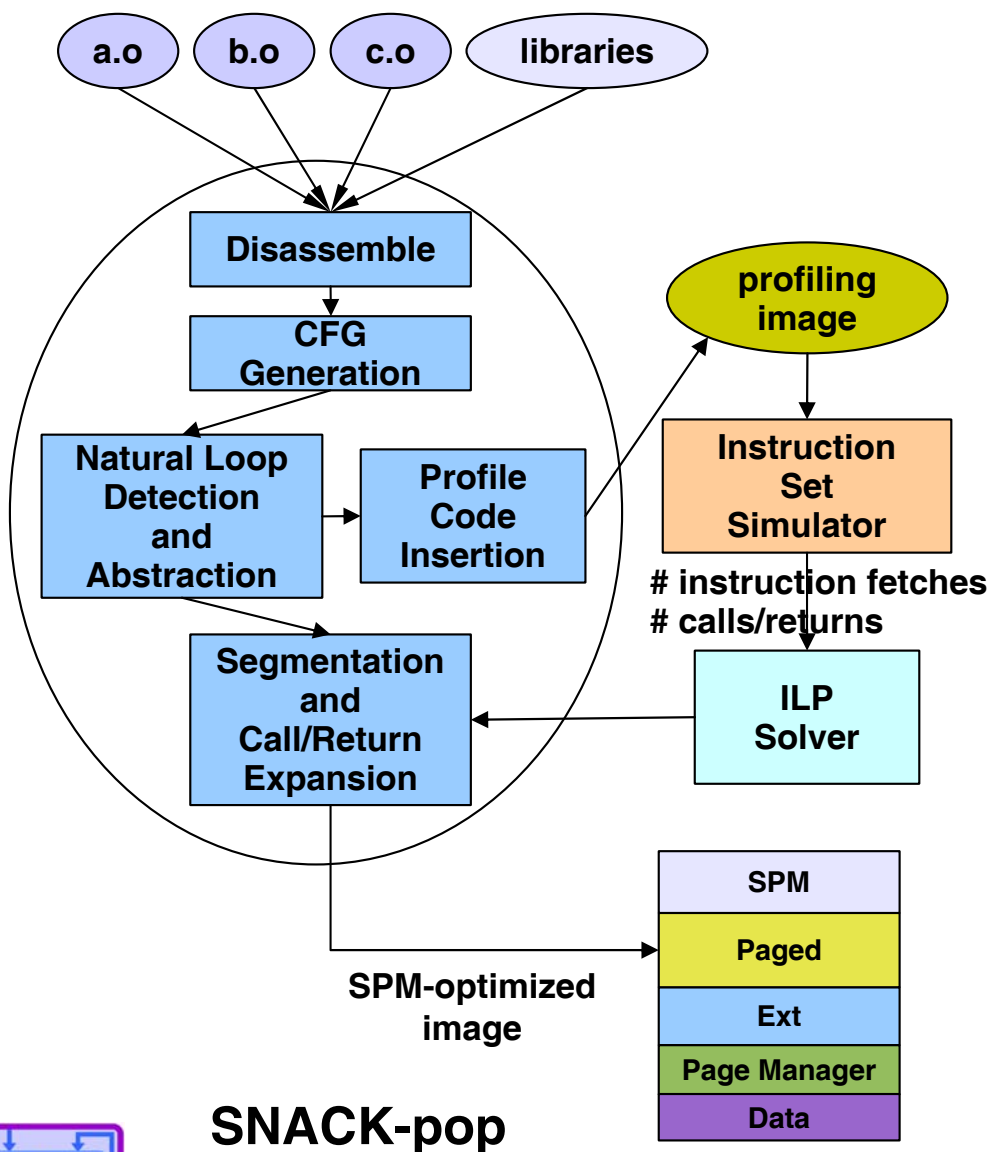 a.o
b.o
c.o
libraries
Disassemble
CFG
Generation
Natural Loop
Detection
and
Abstraction
Profile
Code
Insertion
profiling
image
Instruction
Set
Simulator
# instruction fetches
# calls/returns
Segmentation
and
Call/Return
Expansion
ILP
Solver
SPM-optimized
image
SPM
Paged
Ext
Page Manager
Data
SNACK-pop